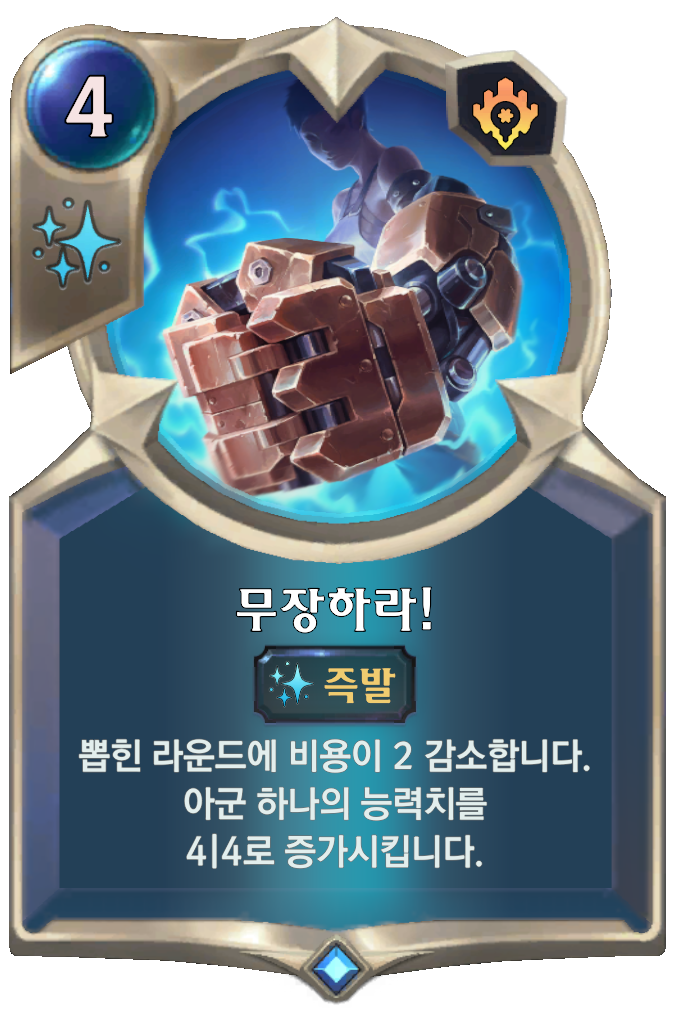 4
무장하라!
즉발
뽑힌 라운드에 비용이 2 감소합니다.
아군 하나의 능력치를
4|4로 증가시킵니다.